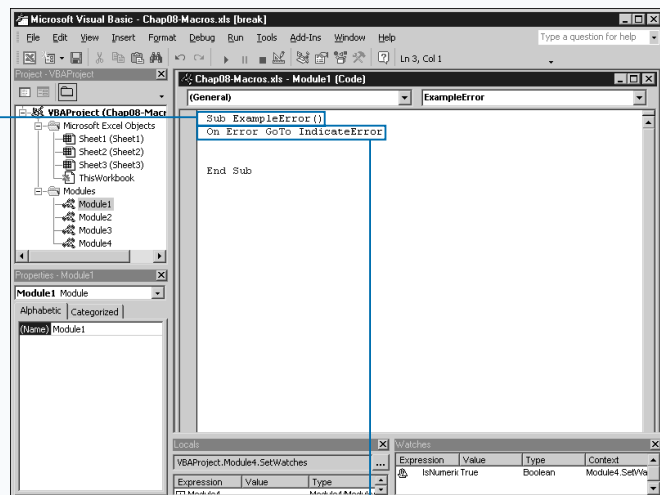 Microsoft Visual Basic - Chap08-Macros.xls [break]
File Edit View Insert Format Debug Run Tools Add-Ins Window Help
Type a question for help
Ln 3, Col 1
Project - VBAProject
VBAProject (Chap08-Macr
Microsoft Excel Objects
Sheet1 (Sheet1)
Sheet2 (Sheet2)
Sheet3 (Sheet3)
ThisWorkbook
Modules
Module1
Module2
Module3
Module4
Properties - Module1
Module1 Module
Alphabetic Categorized
(Name) Module1
Chap08-Macros.xls - Module1 (Code)
(General) ExampleError
Sub ExampleError()
On Error GoTo IndicateError
End Sub
Locals
VBAProject.Module4.SetWatches ...
Expression Value Type
Module4 Module4/Module
Watches
Expression Value Type Context
IsNumeric True Boolean Module4.SetWa